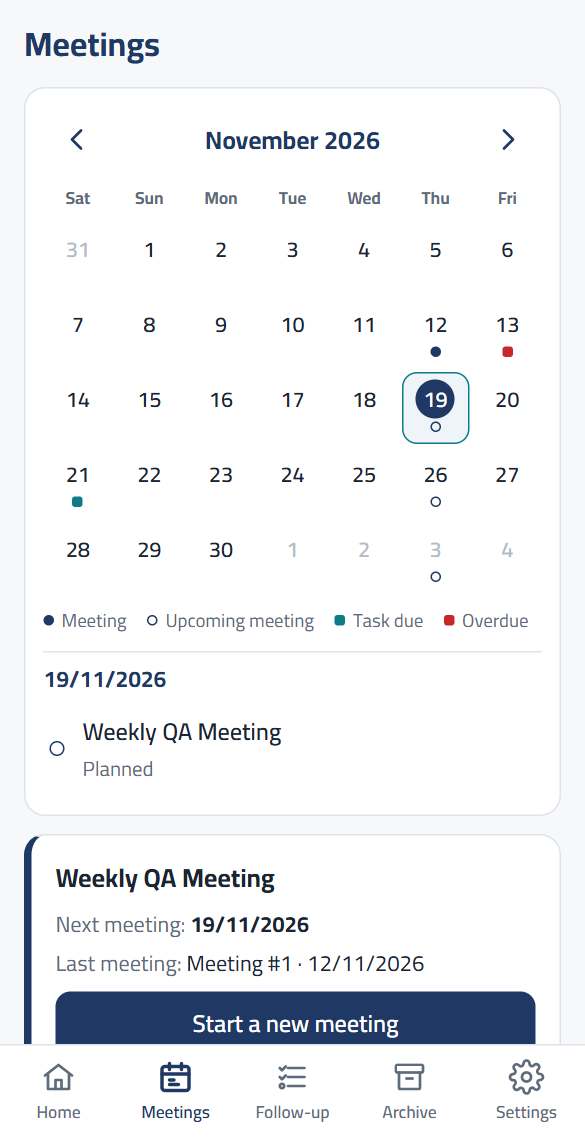 Meetings
November 2026
Sat Sun Mon Tue Wed Thu Fri
31 1 2 3 4 5 6
7 8 9 10 11 12 13
14 15 16 17 18 19 20
21 22 23 24 25 26 27
28 29 30 1 2 3 4
Meeting Upcoming meeting Task due Overdue
19/11/2026
Weekly QA Meeting
Planned
Weekly QA Meeting
Next meeting: 19/11/2026
Last meeting: Meeting #1 · 12/11/2026
Start a new meeting
Home Meetings Follow-up Archive Settings